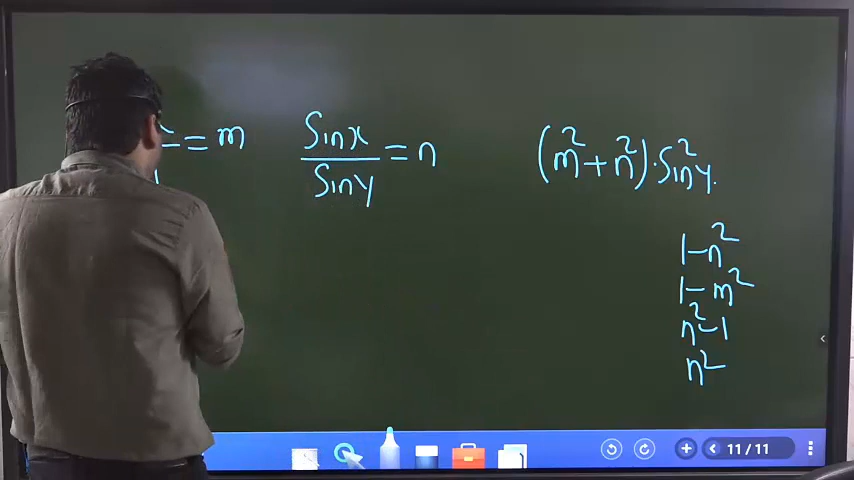 = m
Sinx/Siny = n
(m²+n²)·Sin²y.
1-n²
1-m²
n²-1
n²
11/11